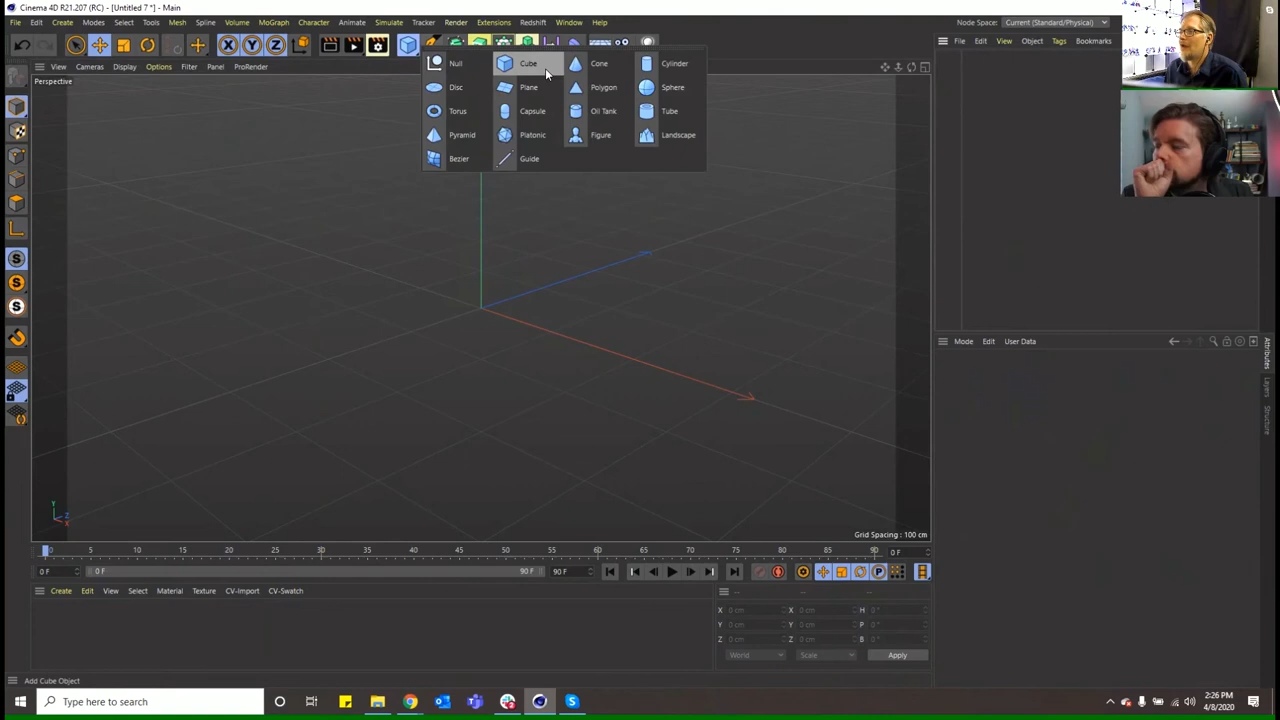 Cinema 4D R21.207 (RC) - [Untitled 7 *] - Main
File Edit Create Modes Select Tools Mesh Spline Volume MoGraph Character Animate Simulate Tracker Render Extensions Redshift Window Help Node Space: Current (Standard/Physical)
X Y Z
File Edit View Object Tags Bookmarks
View Cameras Display Options Filter Panel ProRender
Perspective
Null Cube Cone Cylinder
Disc Plane Polygon Sphere
Torus Capsule Oil Tank Tube
Pyramid Platonic Figure Landscape
Bezier Guide
Mode Edit User Data
Attributes
Layers
Structure
S
S
S
Y
Z
X
Grid Spacing : 100 cm
0 5 10 15 20 25 30 35 40 45 50 55 60 65 70 75 80 85 90 0 F
0 F 0 F 90 F 90 F P
Create Edit View Select Material Texture CV-Import CV-Swatch
-- -- --
X 0 cm X 0 cm H 0 °
Y 0 cm Y 0 cm P 0 °
Z 0 cm Z 0 cm B 0 °
World Scale Apply
Add Cube Object
Type here to search
2:26 PM
4/8/2020